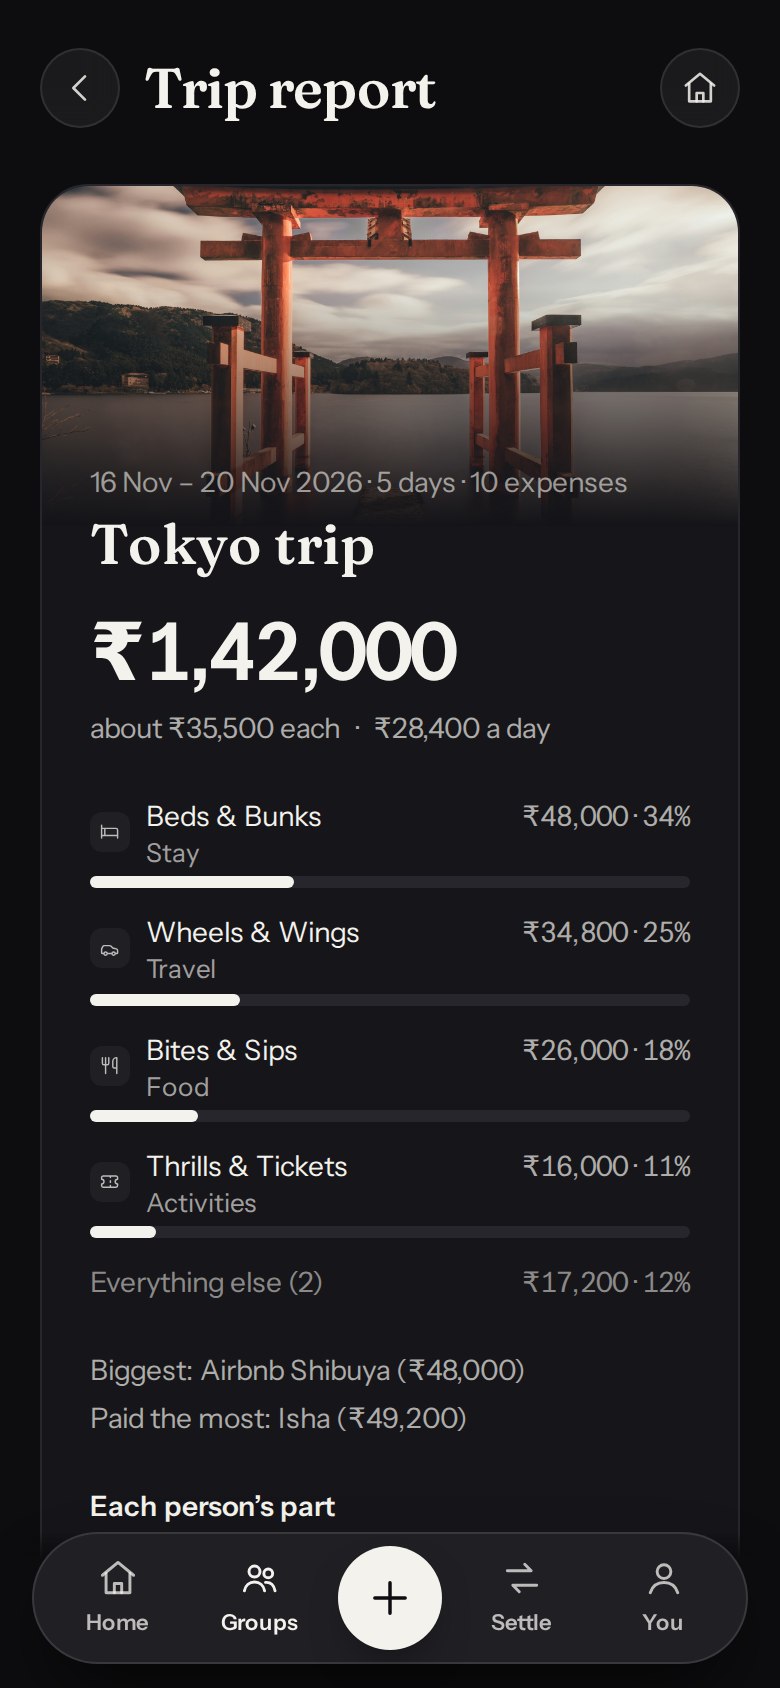 Trip report
16 Nov – 20 Nov 2026 · 5 days · 10 expenses
Tokyo trip
₹1,42,000
about ₹35,500 each · ₹28,400 a day
Beds & Bunks ₹48,000 · 34%
Stay
Wheels & Wings ₹34,800 · 25%
Travel
Bites & Sips ₹26,000 · 18%
Food
Thrills & Tickets ₹16,000 · 11%
Activities
Everything else (2) ₹17,200 · 12%
Biggest: Airbnb Shibuya (₹48,000)
Paid the most: Isha (₹49,200)
Each person’s part
Home Groups Settle You